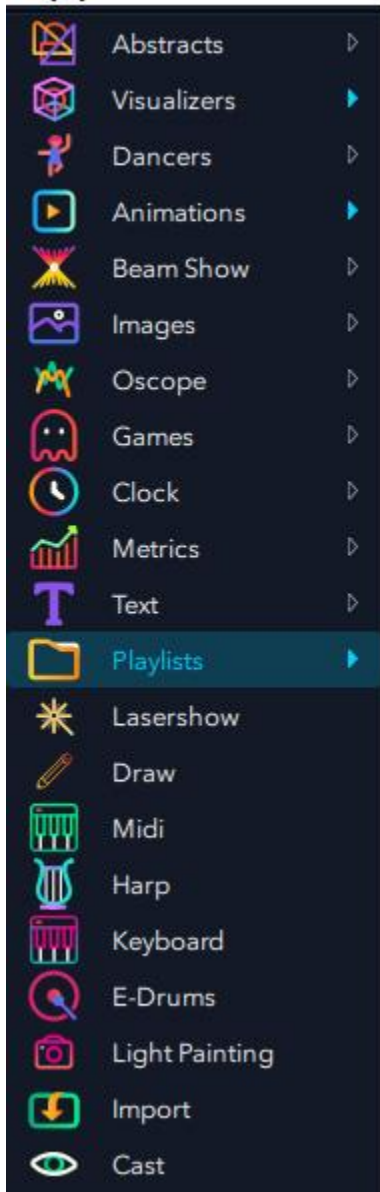 Abstracts
Visualizers
Dancers
Animations
Beam Show
Images
Oscope
Games
Clock
Metrics
Text
Playlists
Lasershow
Draw
Midi
Harp
Keyboard
E-Drums
Light Painting
Import
Cast